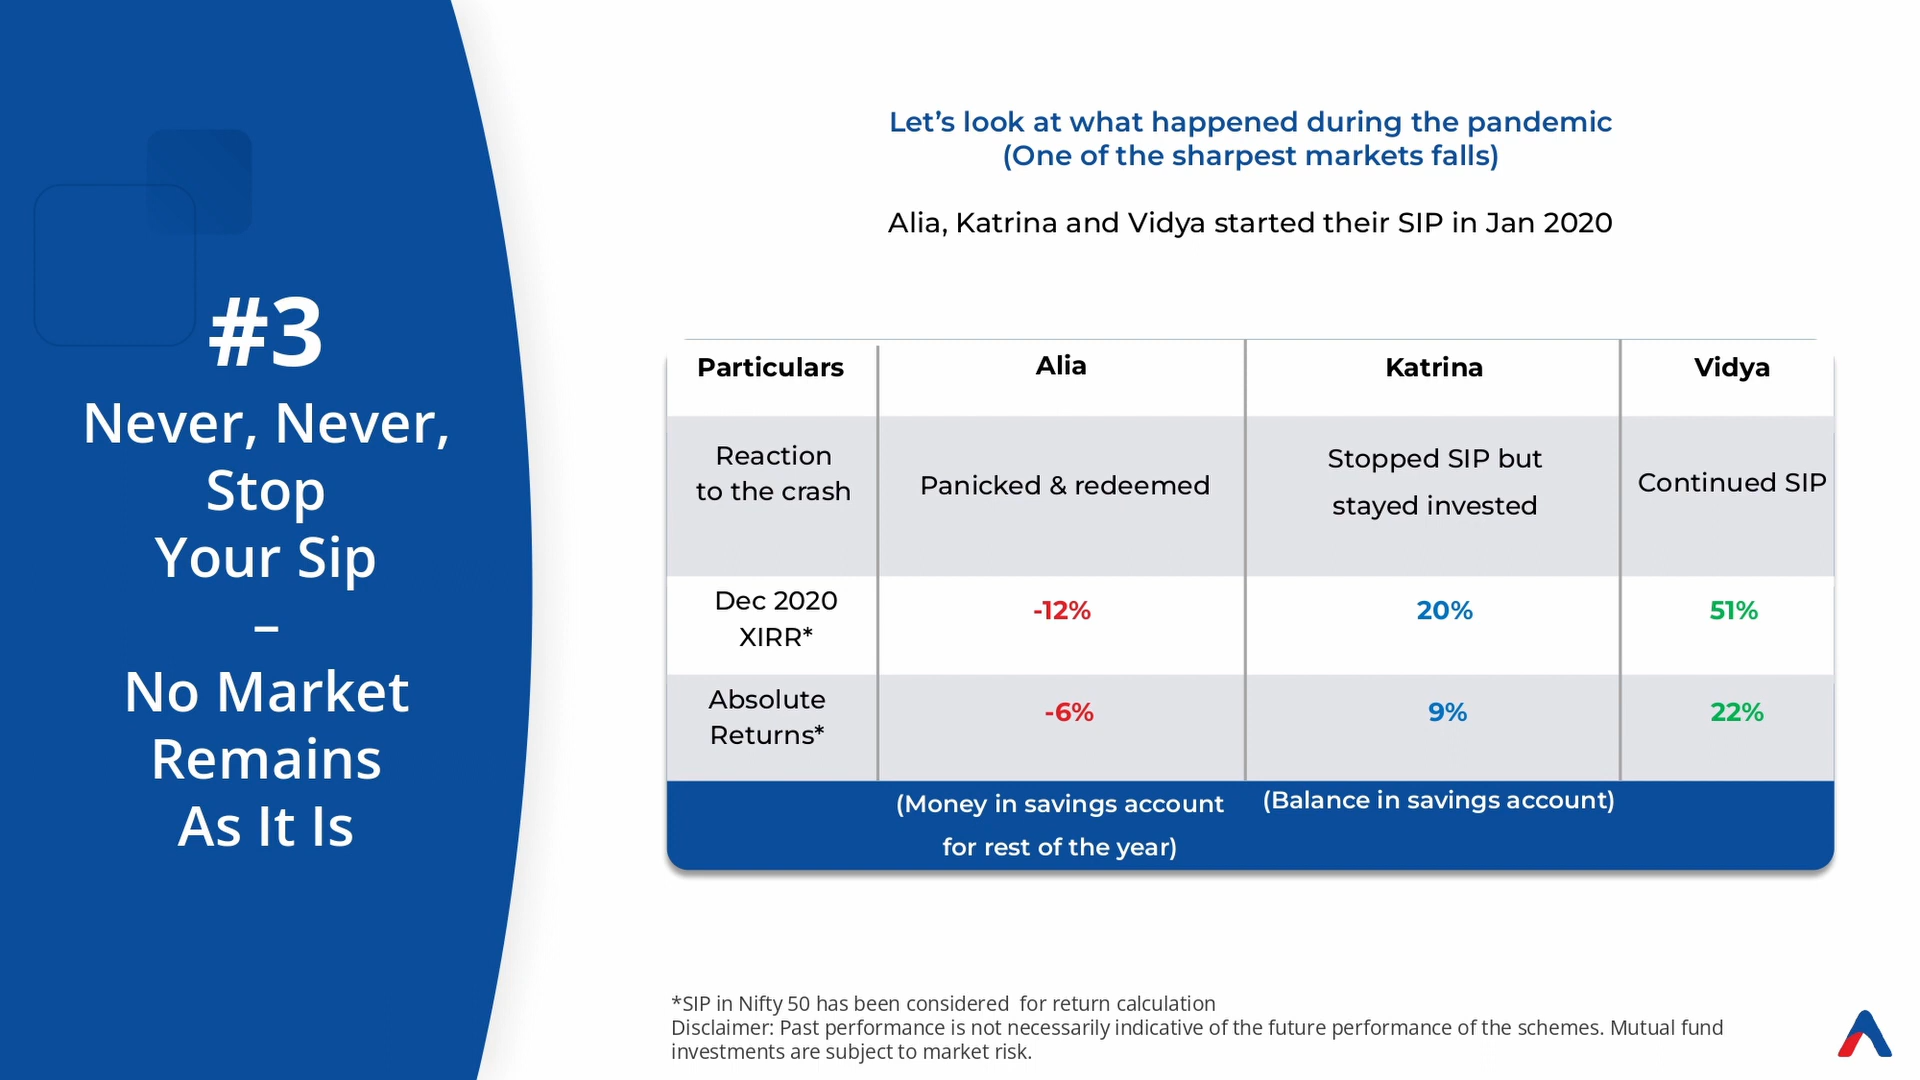 #3
Never, Never,
Stop
Your Sip
–
No Market
Remains
As It Is
Let’s look at what happened during the pandemic
(One of the sharpest markets falls)
Alia, Katrina and Vidya started their SIP in Jan 2020
Particulars Alia Katrina Vidya
Reaction
to the crash
Panicked & redeemed
Stopped SIP but
stayed invested
Continued SIP
Dec 2020
XIRR*
-12% 20% 51%
Absolute
Returns*
-6% 9% 22%
(Money in savings account
for rest of the year)
(Balance in savings account)
*SIP in Nifty 50 has been considered  for return calculation
Disclaimer: Past performance is not necessarily indicative of the future performance of the schemes. Mutual fund
investments are subject to market risk.